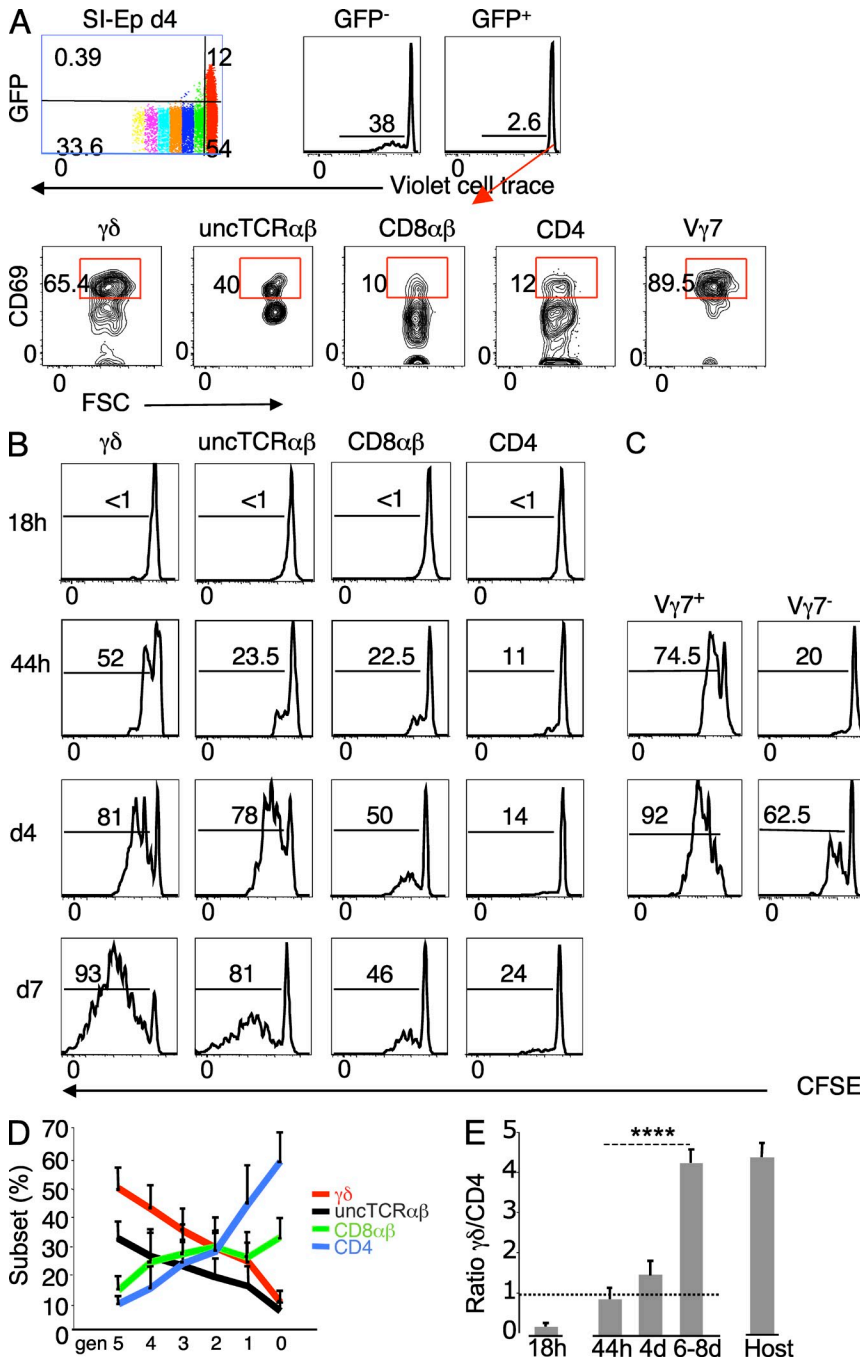 A
SI-Ep d4
GFP⁻
GFP⁺
GFP
0.39
12
33.6
54
0
38
0
2.6
0
Violet cell trace
γδ
uncTCRαβ
CD8αβ
CD4
Vγ7
CD69
65.4
40
10
12
89.5
0
0
0
0
0
0
0
0
0
0
FSC
B
γδ
uncTCRαβ
CD8αβ
CD4
C
18h
<1
<1
<1
<1
0
0
0
0
Vγ7⁺
Vγ7⁻
44h
52
23.5
22.5
11
74.5
20
0
0
0
0
0
0
d4
81
78
50
14
92
62.5
0
0
0
0
0
0
d7
93
81
46
24
0
0
0
0
CFSE
D
Subset (%)
70
60
50
40
30
20
10
0
gen 5 4 3 2 1 0
γδ
uncTCRαβ
CD8αβ
CD4
E
Ratio γδ/CD4
5
4
3
2
1
0
****
18h 44h 4d 6-8d Host